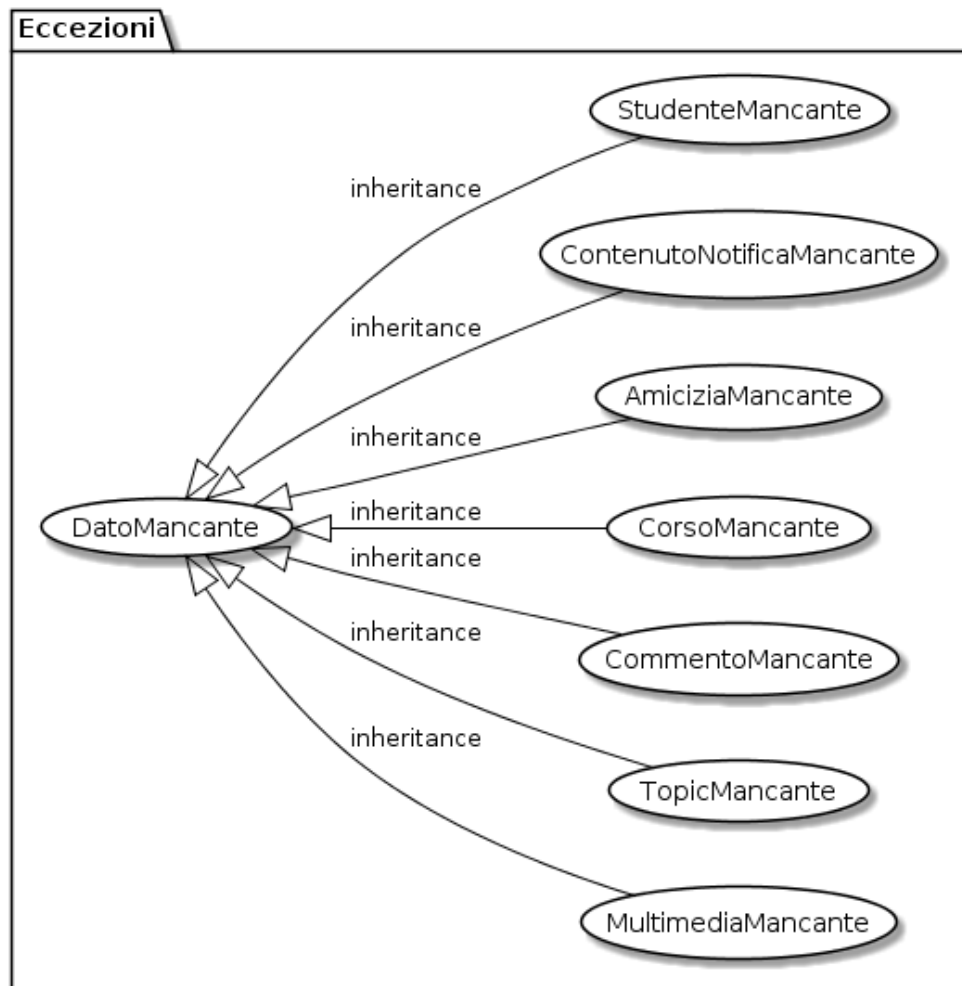 Eccezioni
StudenteMancante
inheritance
ContenutoNotificaMancante
inheritance
AmiciziaMancante
inheritance
DatoMancante
inheritance
CorsoMancante
inheritance
CommentoMancante
inheritance
TopicMancante
inheritance
MultimediaMancante